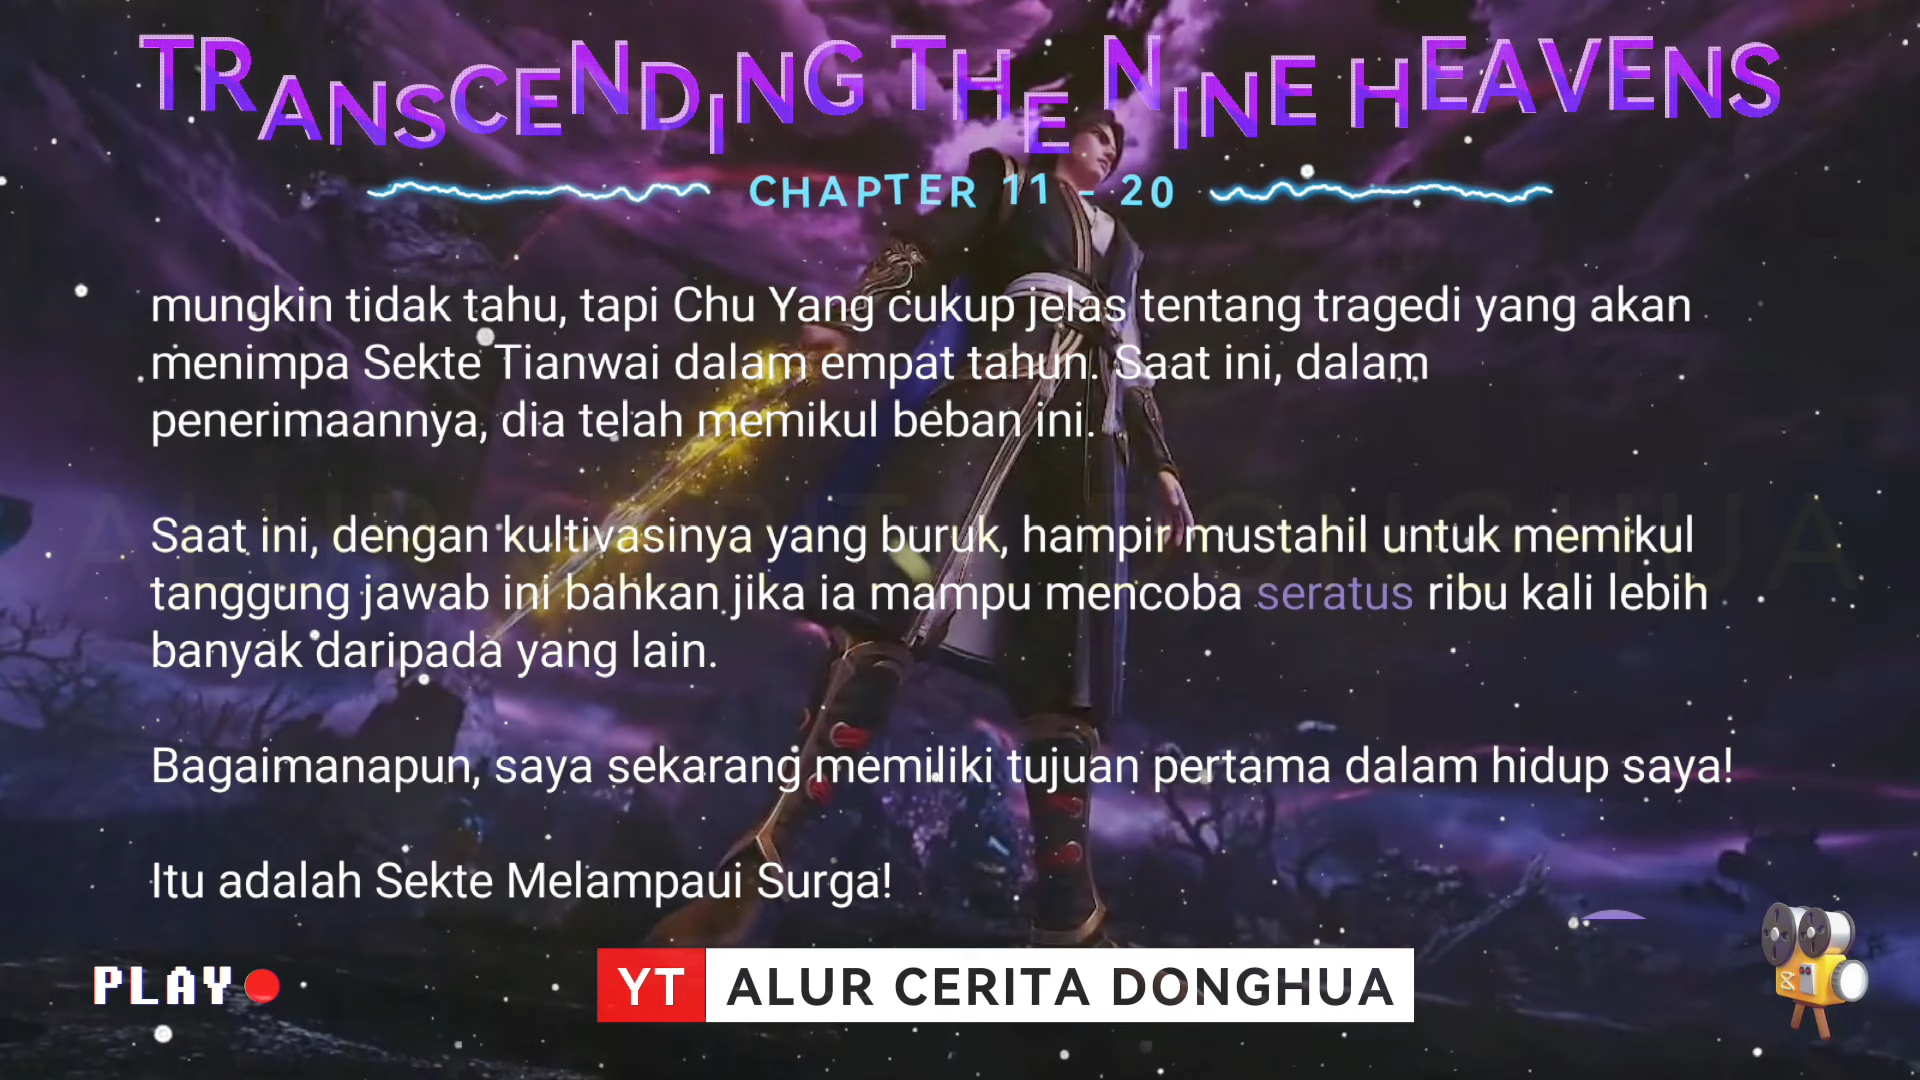 TRANSCENDING THE NINE HEAVENS
CHAPTER 11 - 20
mungkin tidak tahu, tapi Chu Yang cukup jelas tentang tragedi yang akan
menimpa Sekte Tianwai dalam empat tahun. Saat ini, dalam
penerimaannya, dia telah memikul beban ini.
Saat ini, dengan kultivasinya yang buruk, hampir mustahil untuk memikul
tanggung jawab ini bahkan jika ia mampu mencoba seratus ribu kali lebih
banyak daripada yang lain.
Bagaimanapun, saya sekarang memiliki tujuan pertama dalam hidup saya!
Itu adalah Sekte Melampaui Surga!
PLAY
YT ALUR CERITA DONGHUA